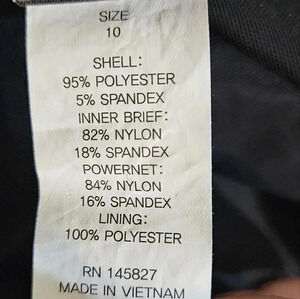 SIZE
10
SHELL:
95% POLYESTER
5% SPANDEX
INNER BRIEF:
82% NYLON
18% SPANDEX
POWERNET:
84% NYLON
16% SPANDEX
LINING:
100% POLYESTER
RN 145827
MADE IN VIETNAM